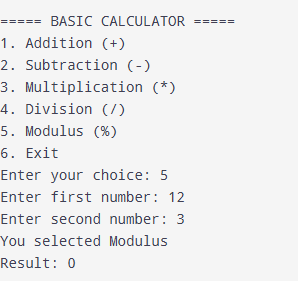 ===== BASIC CALCULATOR =====
1. Addition (+)
2. Subtraction (-)
3. Multiplication (*)
4. Division (/)
5. Modulus (%)
6. Exit
Enter your choice: 5
Enter first number: 12
Enter second number: 3
You selected Modulus
Result: 0